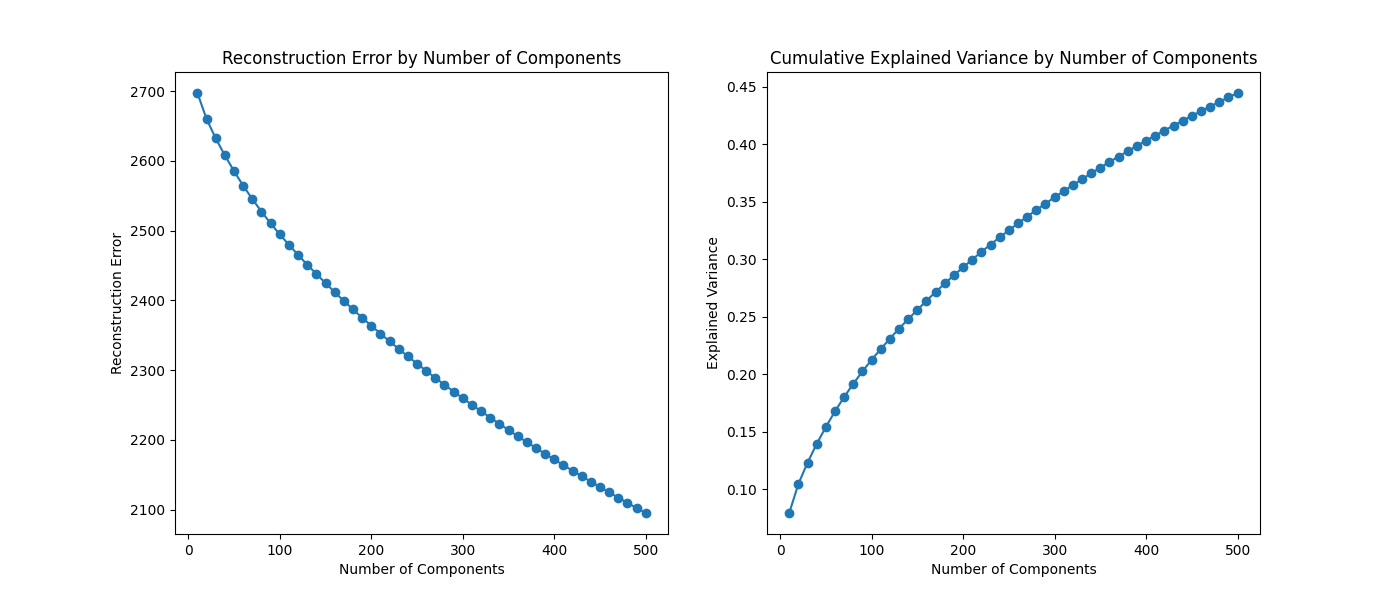 Reconstruction Error by Number of Components
2700
2600
2500
2400
2300
2200
2100
Reconstruction Error
0 100 200 300 400 500
Number of Components
Cumulative Explained Variance by Number of Components
0.45
0.40
0.35
0.30
0.25
0.20
0.15
0.10
Explained Variance
0 100 200 300 400 500
Number of Components